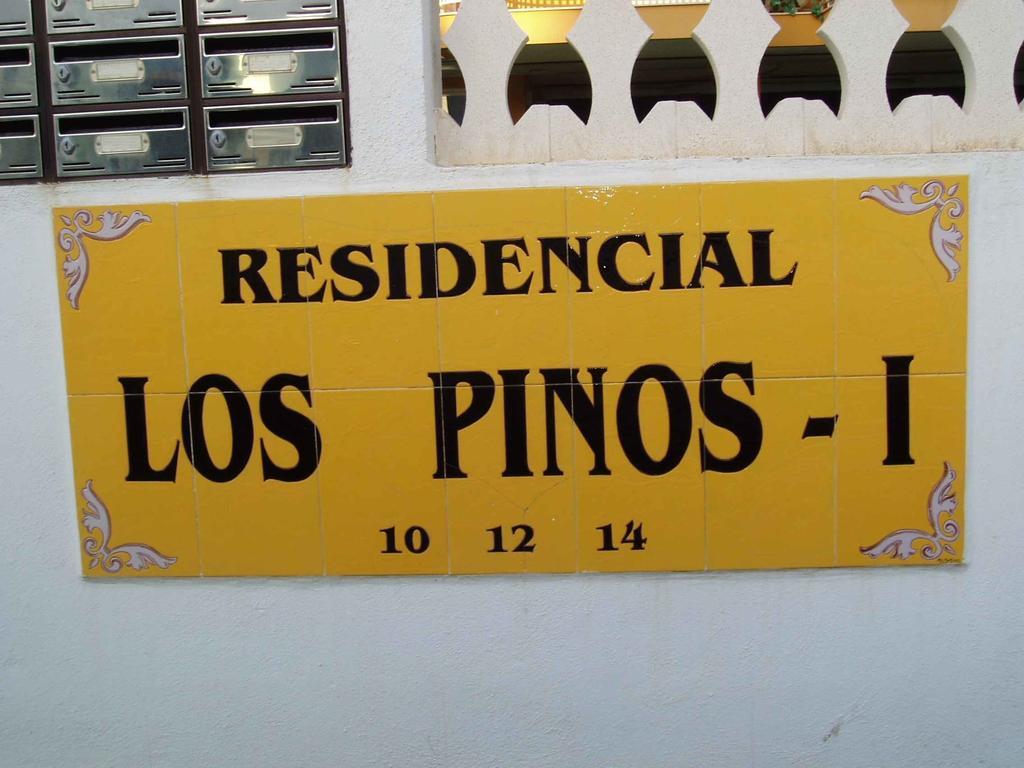 RESIDENCIAL
LOS PINOS - I
10 12 14